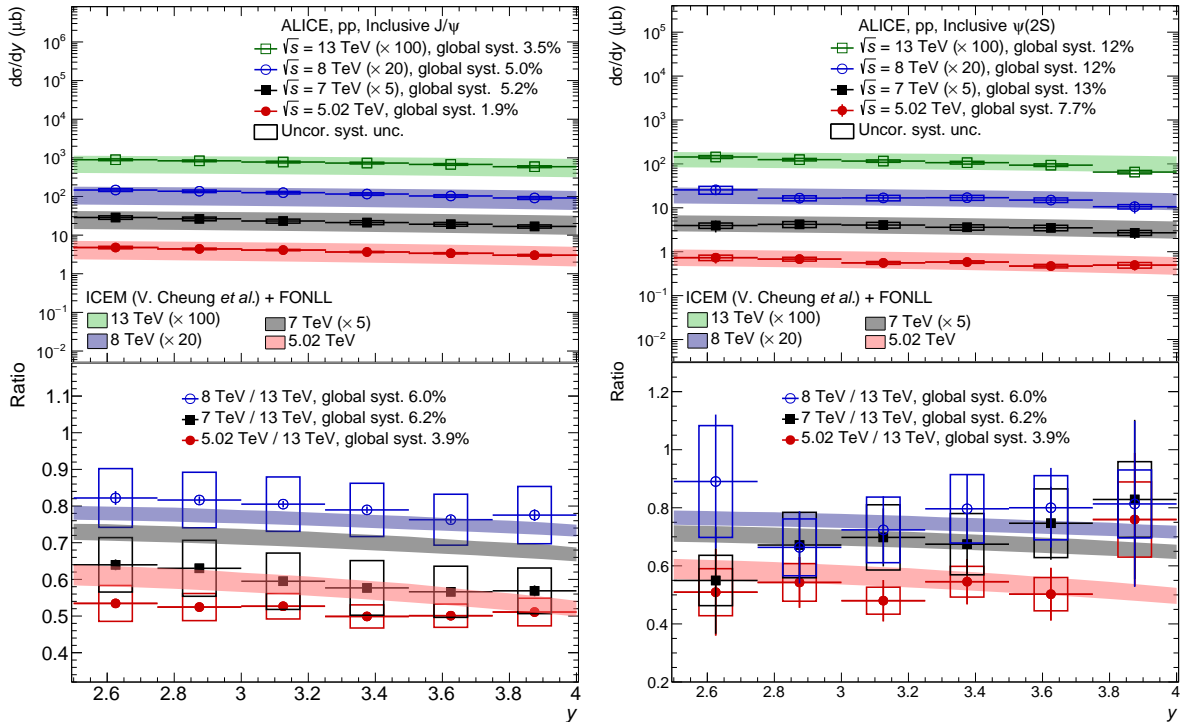 ALICE, pp, Inclusive J/ψ
√s = 13 TeV (× 100), global syst. 3.5%
√s = 8 TeV (× 20), global syst. 5.0%
√s = 7 TeV (× 5), global syst. 5.2%
√s = 5.02 TeV, global syst. 1.9%
Uncor. syst. unc.
dσ/dy (μb)
10⁶
10⁵
10⁴
10³
10²
10
1
10⁻¹
10⁻²
ICEM (V. Cheung et al.) + FONLL
13 TeV (× 100)
7 TeV (× 5)
8 TeV (× 20)
5.02 TeV
Ratio
8 TeV / 13 TeV, global syst. 6.0%
7 TeV / 13 TeV, global syst. 6.2%
5.02 TeV / 13 TeV, global syst. 3.9%
1
0.9
0.8
0.7
0.6
0.5
0.4
2.6 2.8 3 3.2 3.4 3.6 3.8 4
y
ALICE, pp, Inclusive ψ(2S)
√s = 13 TeV (× 100), global syst. 12%
√s = 8 TeV (× 20), global syst. 12%
√s = 7 TeV (× 5), global syst. 13%
√s = 5.02 TeV, global syst. 7.7%
Uncor. syst. unc.
dσ/dy (μb)
10⁵
10⁴
10³
10²
10
1
10⁻¹
10⁻²
ICEM (V. Cheung et al.) + FONLL
13 TeV (× 100)
7 TeV (× 5)
8 TeV (× 20)
5.02 TeV
Ratio
8 TeV / 13 TeV, global syst. 6.0%
7 TeV / 13 TeV, global syst. 6.2%
5.02 TeV / 13 TeV, global syst. 3.9%
1.2
1
0.8
0.6
0.4
0.2
2.6 2.8 3 3.2 3.4 3.6 3.8 4
y